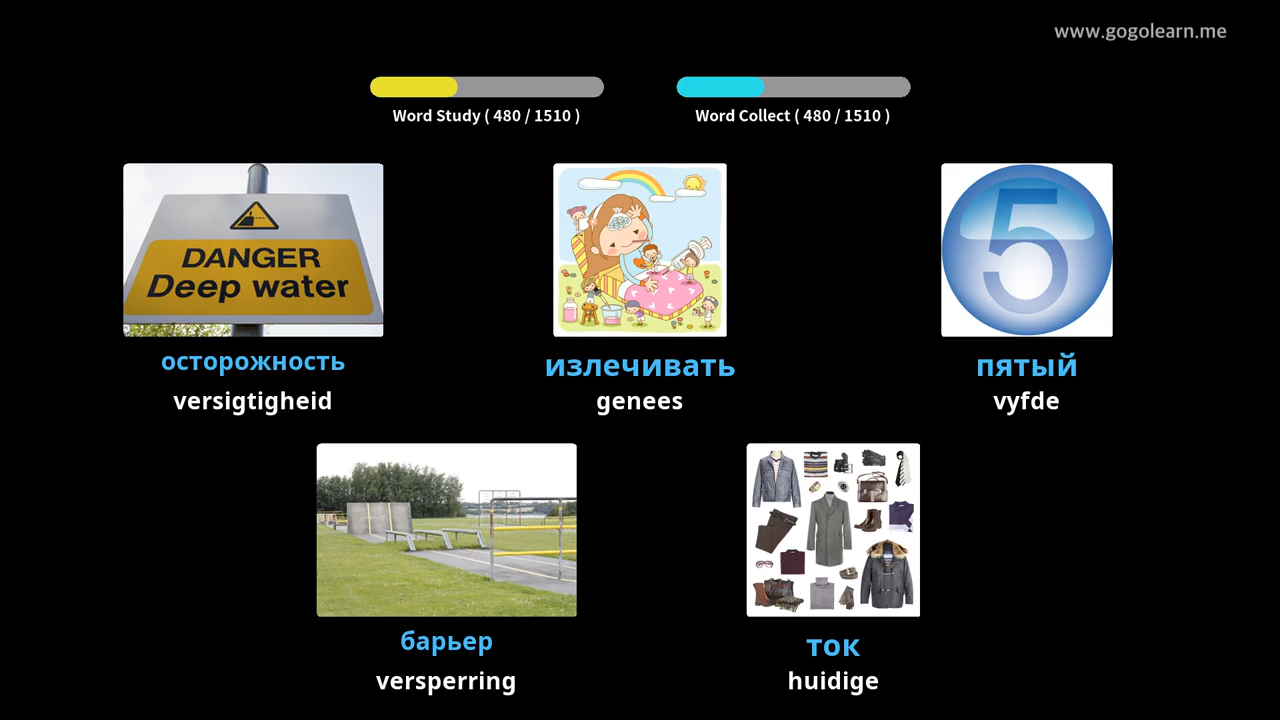 www.gogolearn.me
Word Study ( 480 / 1510 )
Word Collect ( 480 / 1510 )
DANGER
Deep water
5
осторожность
versigtigheid
излечивать
genees
пятый
vyfde
барьер
versperring
ток
huidige